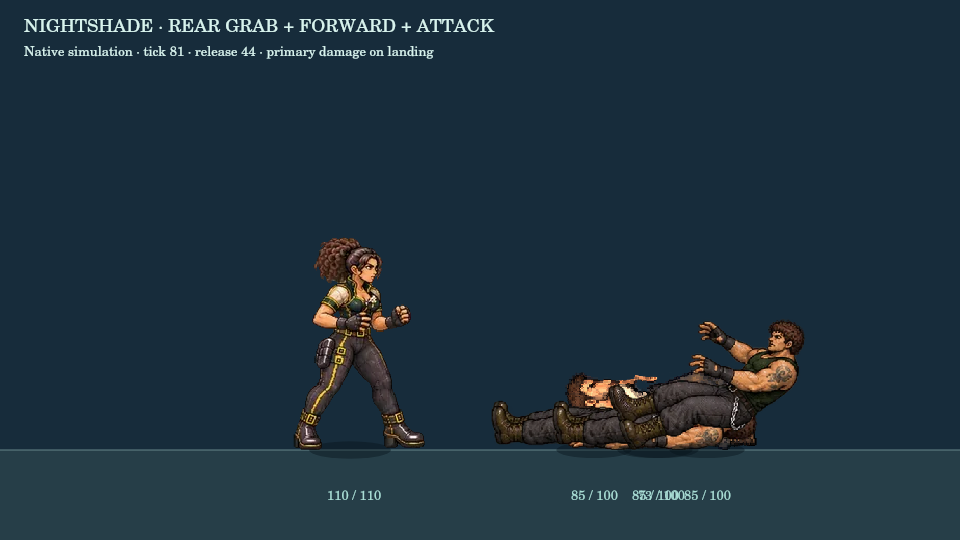 NIGHTSHADE · REAR GRAB + FORWARD + ATTACK
Native simulation · tick 81 · release 44 · primary damage on landing
110 / 110 85 / 100 85 / 100